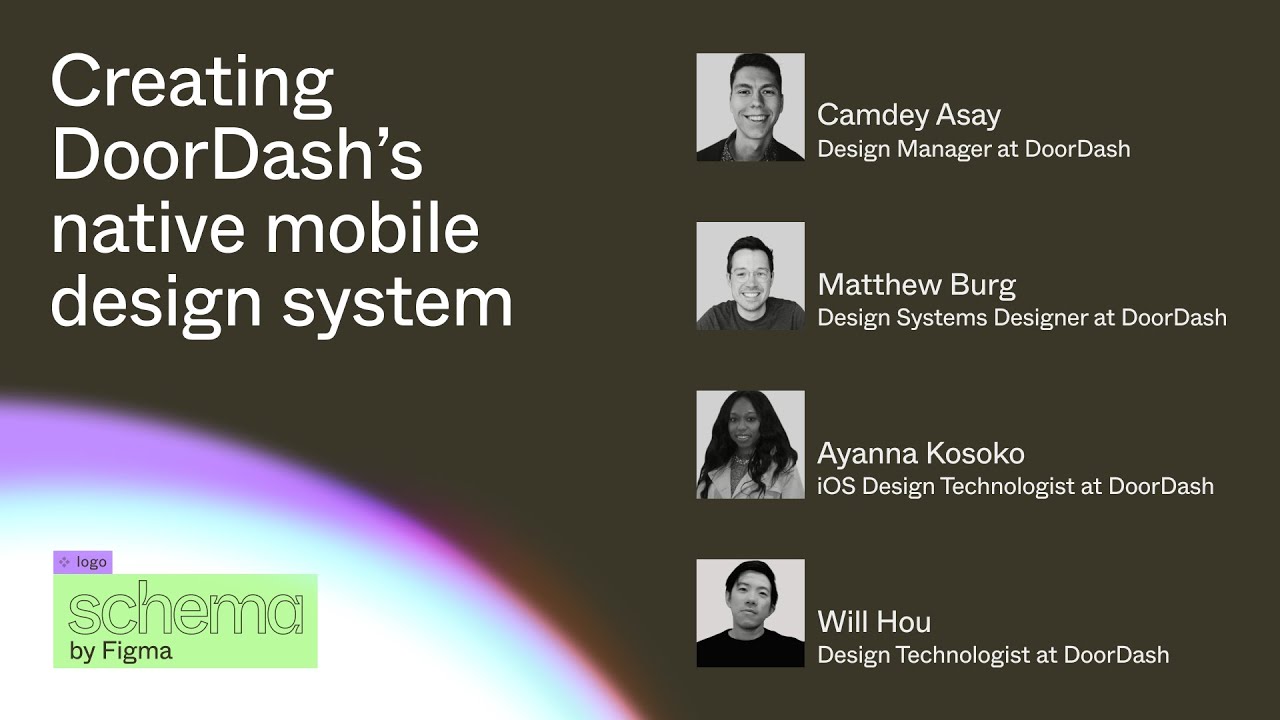 Creating
DoorDash’s
native mobile
design system
logo
schema
by Figma
Camdey Asay
Design Manager at DoorDash
Matthew Burg
Design Systems Designer at DoorDash
Ayanna Kosoko
iOS Design Technologist at DoorDash
Will Hou
Design Technologist at DoorDash